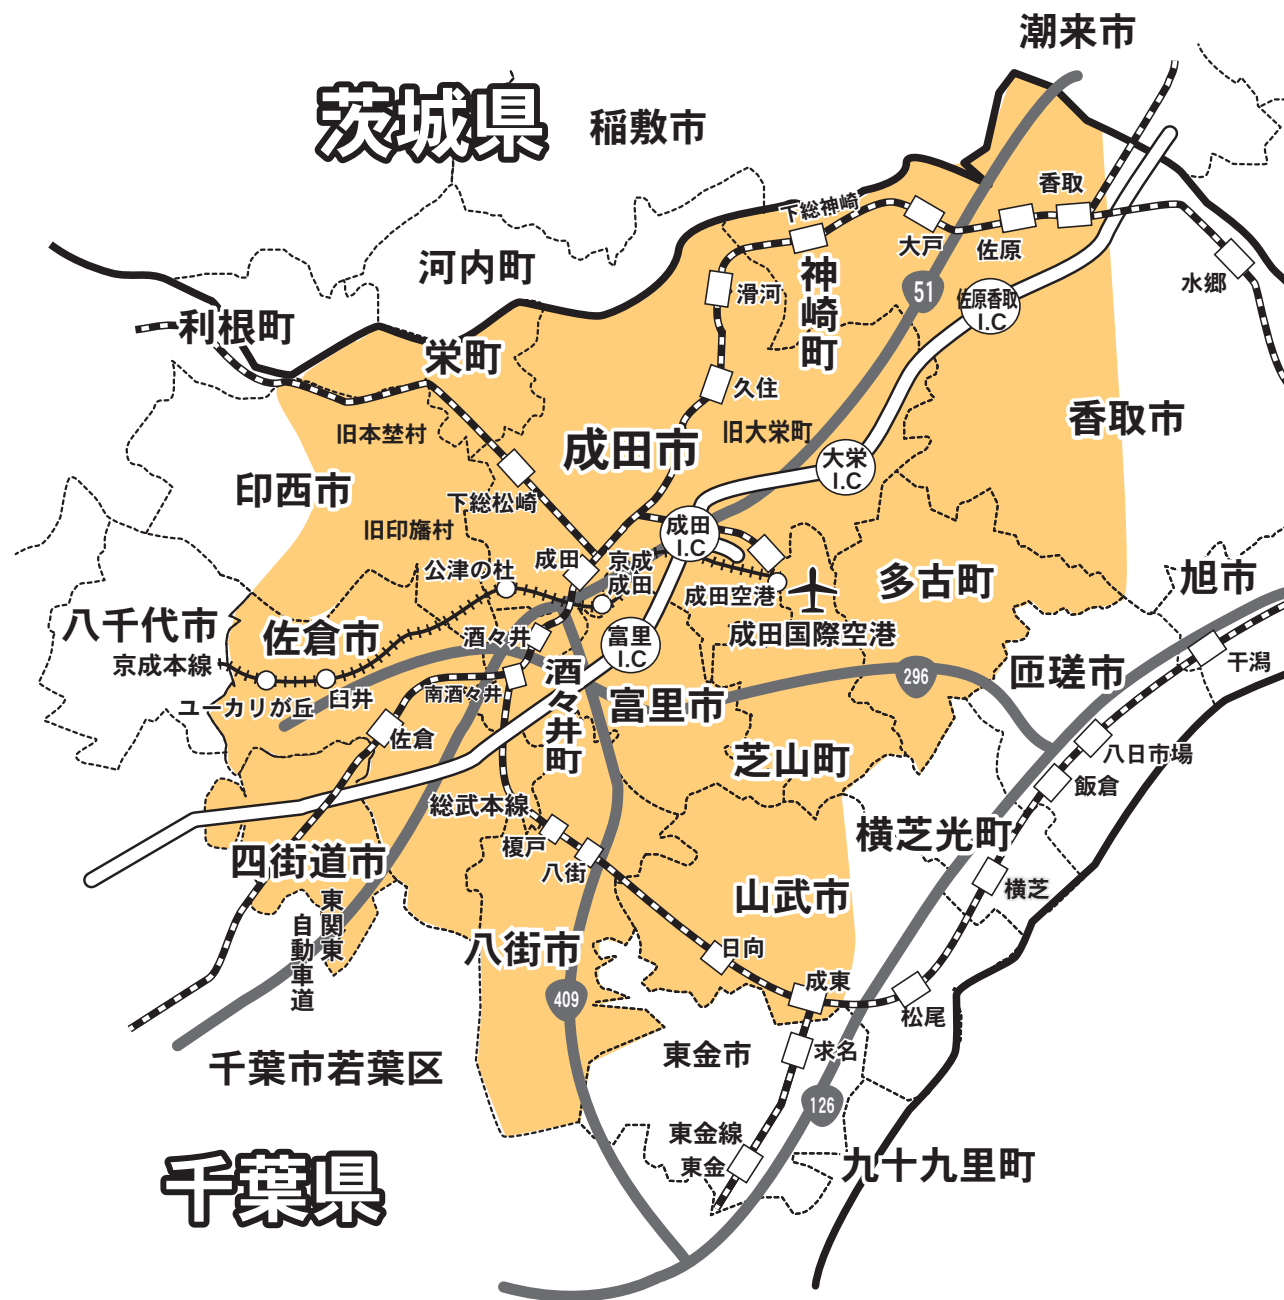 潮来市
茨城県
稲敷市
香取
下総神崎
大戸
佐原
河内町
水郷
神崎町
滑河
51
佐原香取
I.C
利根町
栄町
久住
香取市
旧本埜村
成田市
旧大栄町
大栄
I.C
印西市
下総松崎
旧印旛村
成田
I.C
成田
京成
成田
公津の杜
成田空港
多古町
旭市
八千代市
佐倉市
酒々井
富里
I.C
成田国際空港
京成本線
干潟
匝瑳市
296
酒々井町
南酒々井
富里市
ユーカリが丘
臼井
佐倉
八日市場
芝山町
飯倉
総武本線
横芝光町
榎戸
四街道市
八街
横芝
山武市
東関東
自動車道
八街市
日向
成東
409
松尾
東金市
求名
千葉市若葉区
126
東金線
東金
九十九里町
千葉県